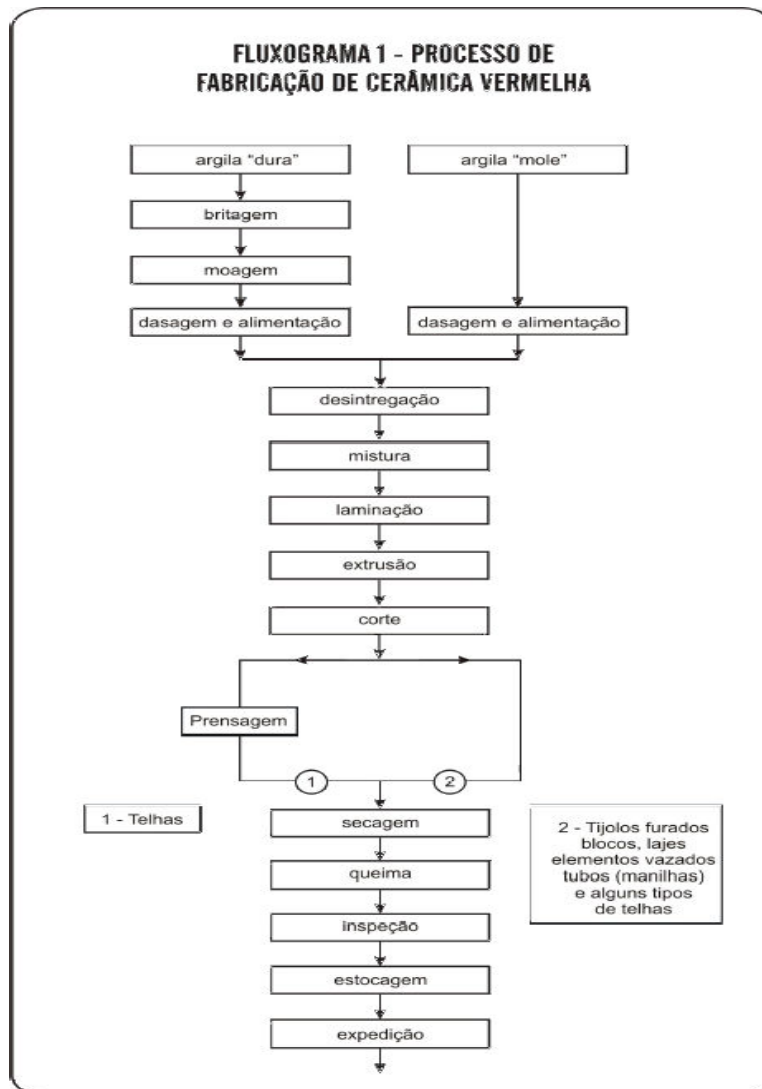 FLUXOGRAMA 1 - PROCESSO DE
FABRICAÇÃO DE CERÂMICA VERMELHA
argila “dura”
argila “mole”
britagem
moagem
dasagem e alimentação
dasagem e alimentação
desintregação
mistura
laminação
extrusão
corte
Prensagem
1
2
1 - Telhas
2 - Tijolos furados
blocos, lajes
elementos vazados
tubos (manilhas)
e alguns tipos
de telhas
secagem
queima
inspeção
estocagem
expedição